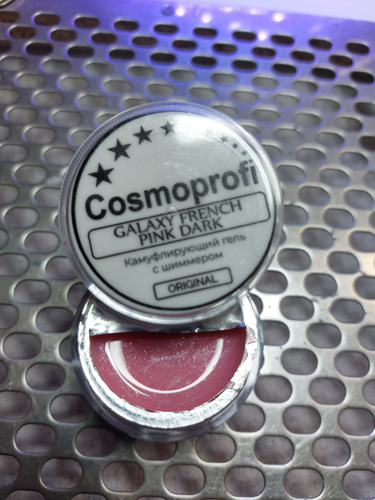 Cosmoprofi
GALAXY FRENCH
PINK DARK
Камуфлирующий гель
с шиммером
ORIGINAL